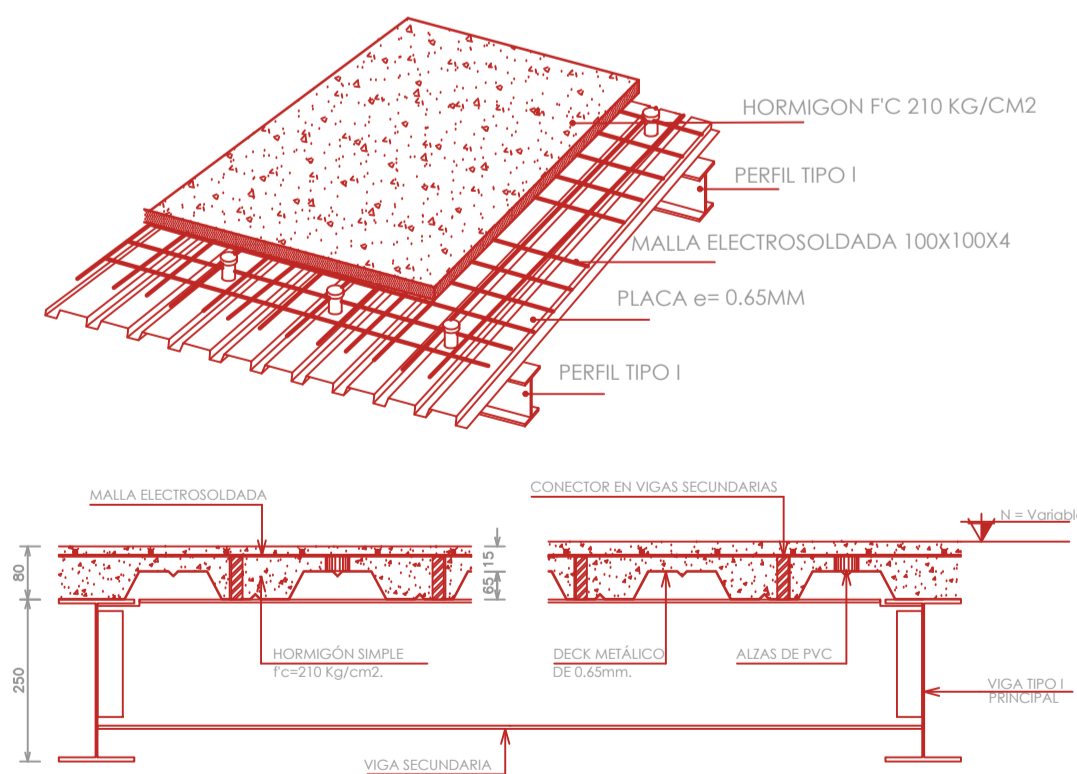 HORMIGON F'C 210 KG/CM2
PERFIL TIPO I
MALLA ELECTROSOLDADA 100X100X4
PLACA e= 0.65MM
PERFIL TIPO I
MALLA ELECTROSOLDADA
CONECTOR EN VIGAS SECUNDARIAS
N = Variable
80
15
65
250
HORMIGÓN SIMPLE
f'c=210 Kg/cm2.
DECK METÁLICO
DE 0.65mm.
ALZAS DE PVC
VIGA TIPO I
PRINCIPAL
VIGA SECUNDARIA